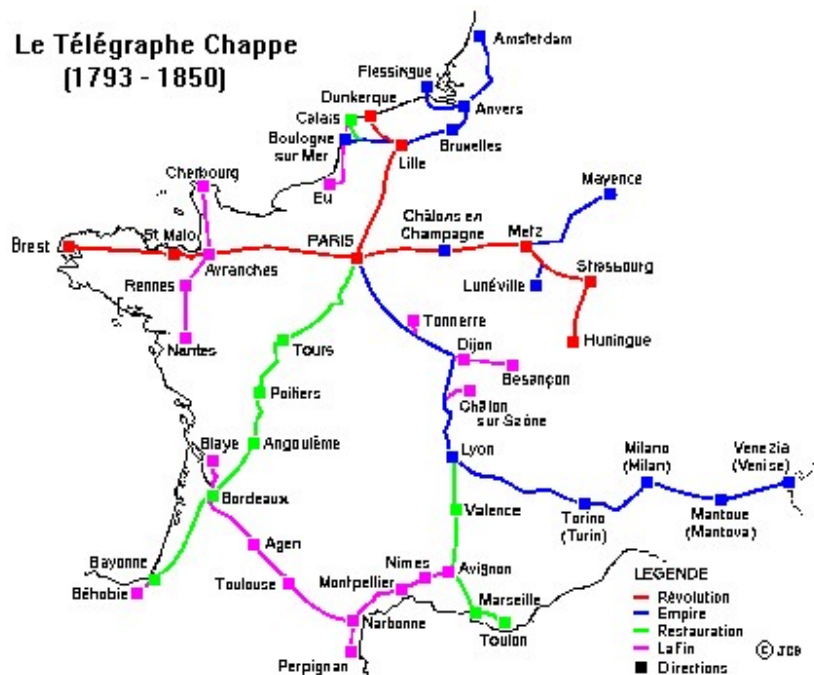 Le Télégraphe Chappe
(1793 - 1850)
Amsterdam
Flessingue
Dunkerque
Anvers
Calais
Boulogne
sur Mer
Bruxelles
Lille
Eu
Cherbourg
Mayence
Châlons en
Champagne
Metz
St Malo
PARIS
Brest
Avranches
Strasbourg
Rennes
Lunéville
Tonnerre
Nantes
Tours
Dijon
Huningue
Besançon
Poitiers
Châlon
sur Saône
Blaye
Angoulême
Lyon
Milano
(Milan)
Venezia
(Venise)
Bordeaux
Valence
Torino
(Turin)
Mantoue
(Mantova)
Agen
Bayonne
Nimes
Avignon
Béhobie
Toulouse
Montpellier
Marseille
Narbonne
Toulon
Perpignan
LEGENDE
Révolution
Empire
Restauration
La Fin
Directions
© JCB